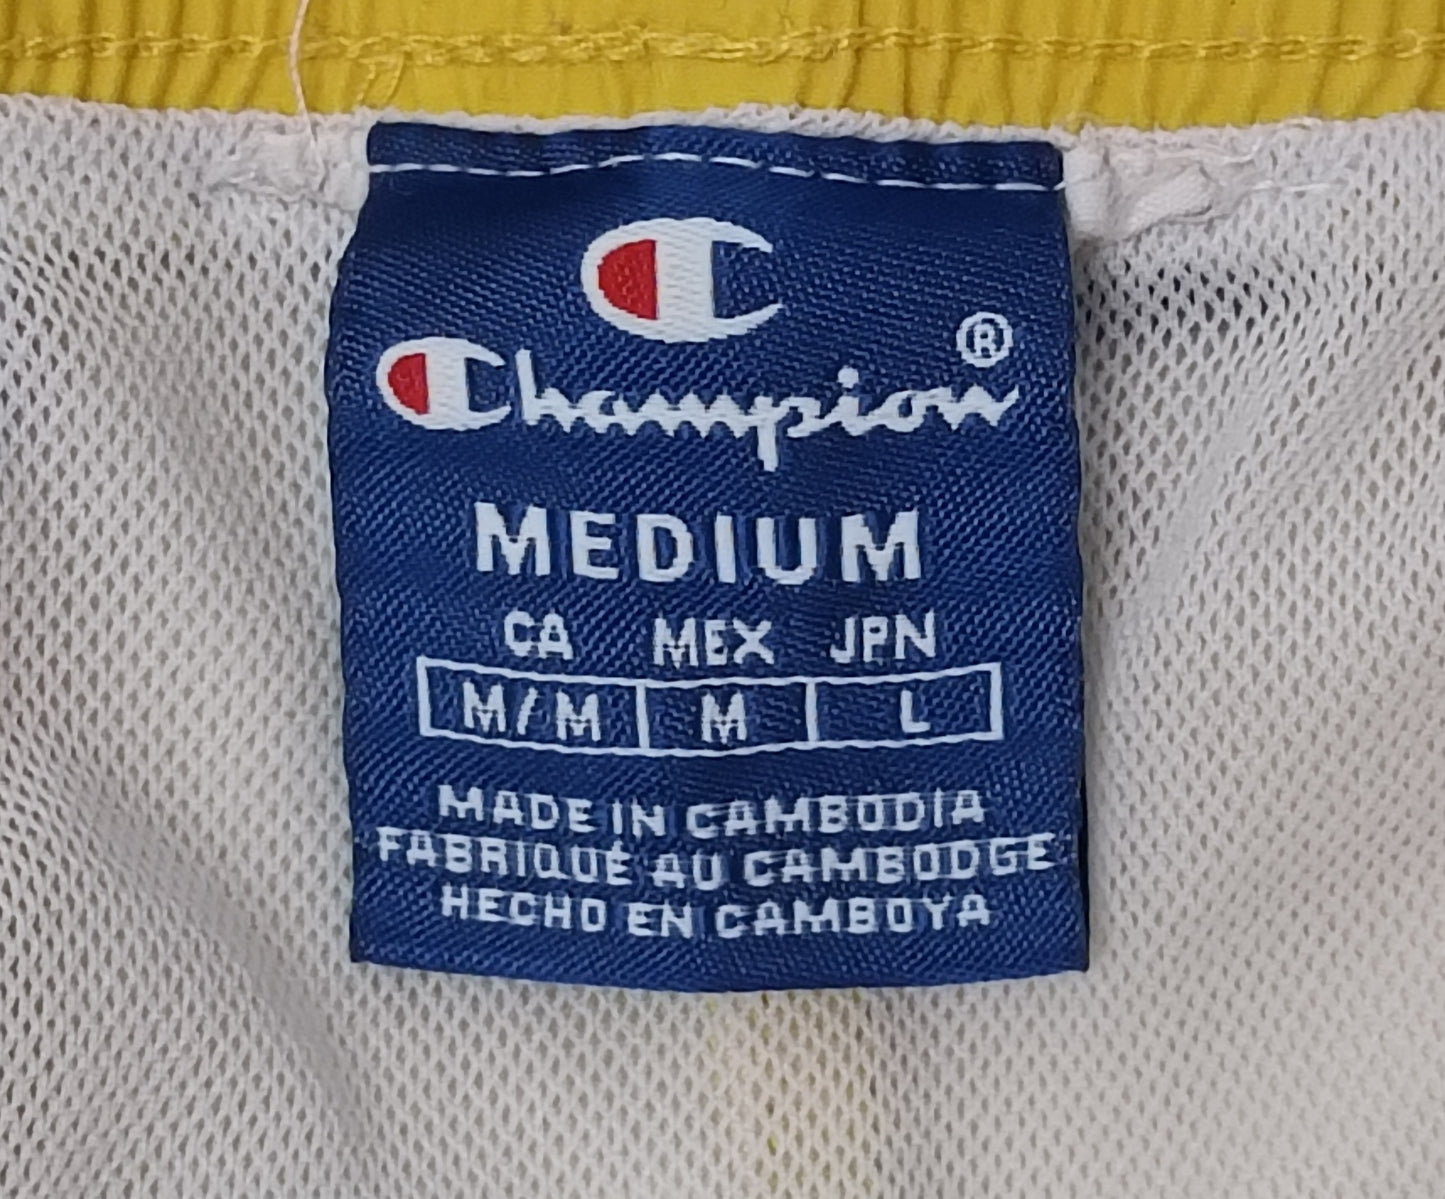 Champion®
MEDIUM
CA MEX JPN
M/M M L
MADE IN CAMBODIA
FABRIQUÉ AU CAMBODGE
HECHO EN CAMBOYA